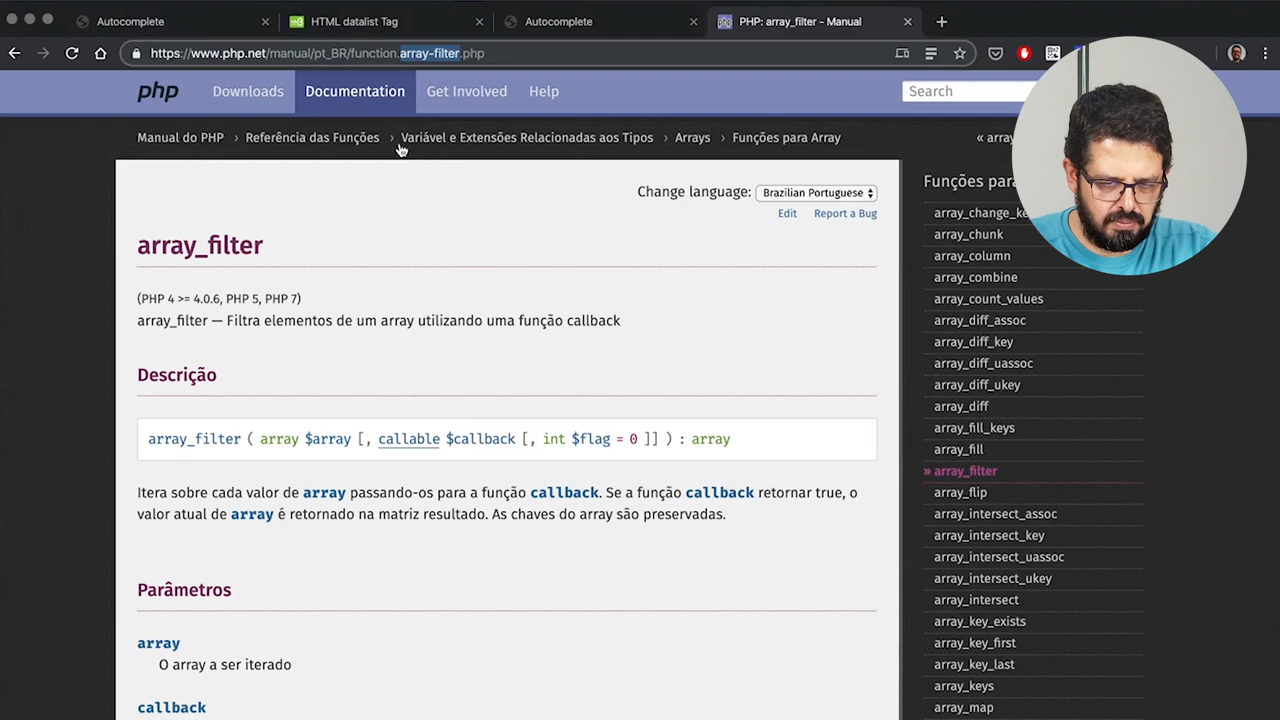 Autocomplete
HTML datalist Tag
Autocomplete
PHP: array_filter - Manual
https://www.php.net/manual/pt_BR/function.array-filter.php
php
Downloads
Documentation
Get Involved
Help
Search
Manual do PHP › Referência das Funções › Variável e Extensões Relacionadas aos Tipos › Arrays › Funções para Array
« array
Change language: Brazilian Portuguese
Edit
Report a Bug
array_filter
(PHP 4 >= 4.0.6, PHP 5, PHP 7)
array_filter — Filtra elementos de um array utilizando uma função callback
Descrição
array_filter ( array $array [, callable $callback [, int $flag = 0 ]] ) : array
Itera sobre cada valor de array passando-os para a função callback. Se a função callback retornar true, o
valor atual de array é retornado na matriz resultado. As chaves do array são preservadas.
Parâmetros
array
O array a ser iterado
callback
Funções par
array_change_ke
array_chunk
array_column
array_combine
array_count_values
array_diff_assoc
array_diff_key
array_diff_uassoc
array_diff_ukey
array_diff
array_fill_keys
array_fill
» array_filter
array_flip
array_intersect_assoc
array_intersect_key
array_intersect_uassoc
array_intersect_ukey
array_intersect
array_key_exists
array_key_first
array_key_last
array_keys
array_map